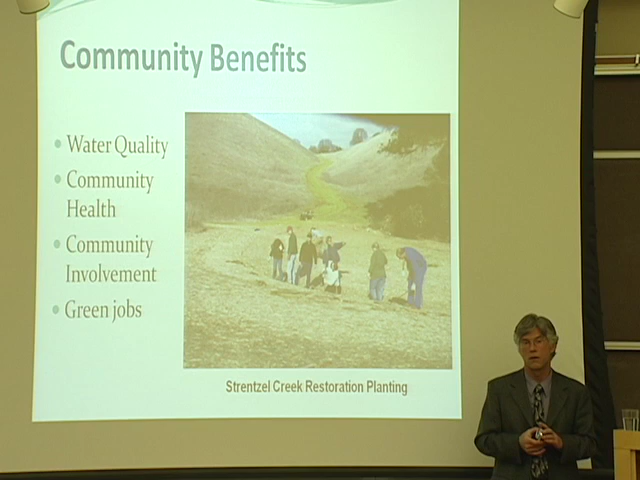 Community Benefits
Water Quality
Community
Health
Community
Involvement
Green jobs
Strentzel Creek Restoration Planting